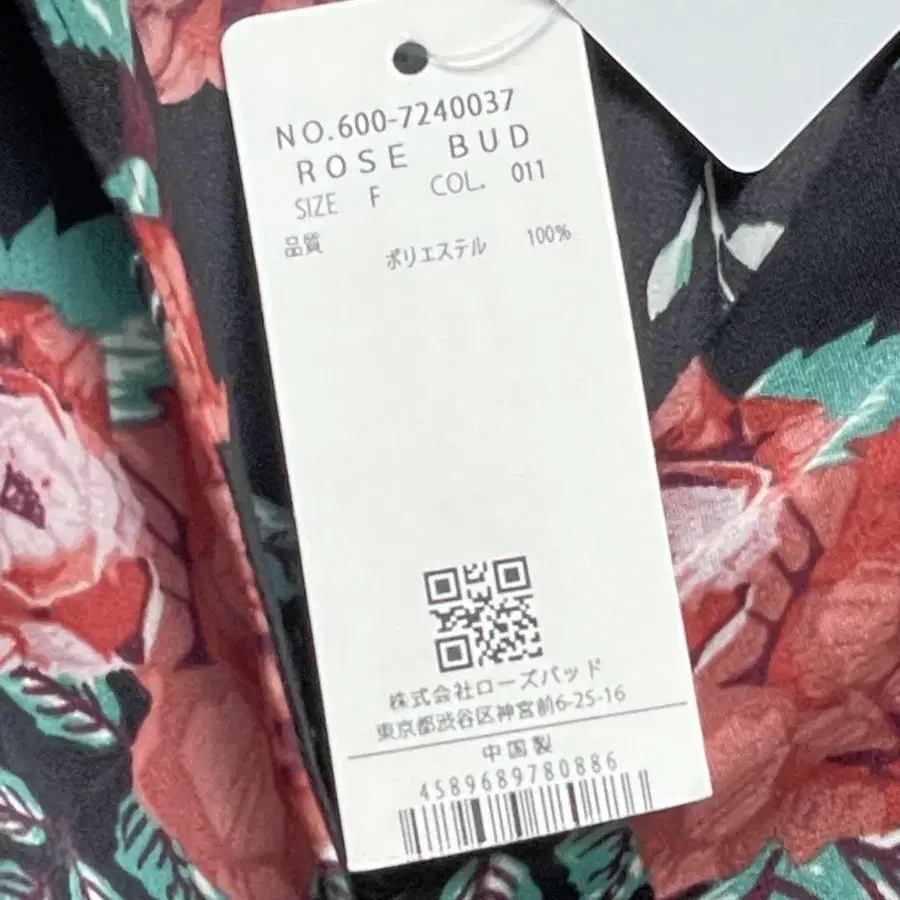 NO.600-7240037
ROSE BUD
SIZE F COL. 011
品質 ポリエステル 100%
株式会社ローズバッド
東京都渋谷区神宮前6-25-16
中国製
4589689780886